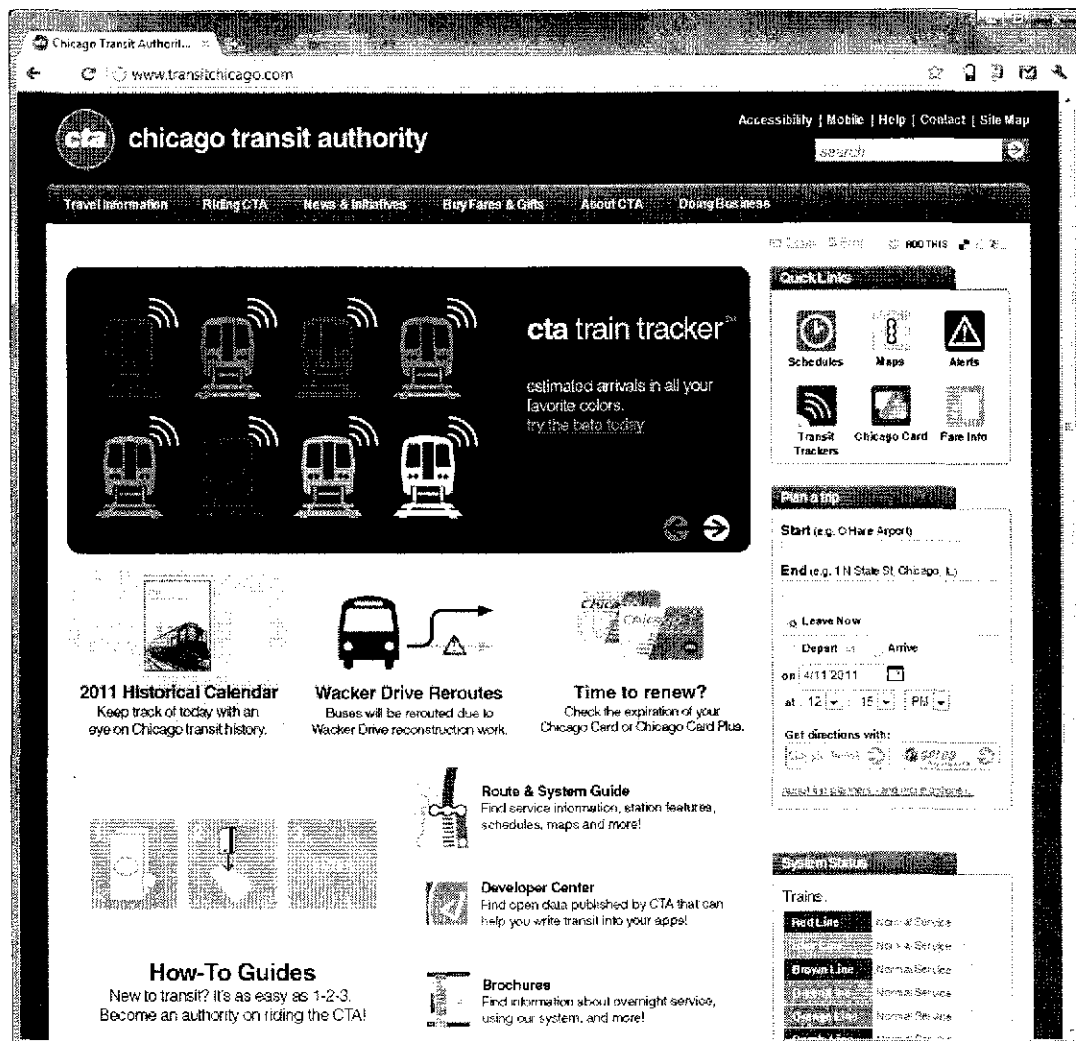 Chicago Transit Authorit...
www.transitchicago.com
cta chicago transit authority
Accessibility | Mobile | Help | Contact | Site Map
search
Travel Information Riding CTA News & Initiatives Buy Fares & Gifts About CTA Doing Business
ADD THIS
cta train tracker
estimated arrivals in all your
favorite colors.
try the beta today
Quick Links
Schedules Maps Alerts
Transit Trackers Chicago Card Fare Info
Plan a trip
Start (e.g. O'Hare Airport)
End (e.g. 1 N State St, Chicago, IL)
Leave Now
Depart Arrive
on 4/11/2011
at 12 : 15 PM
Get directions with:
2011 Historical Calendar
Keep track of today with an
eye on Chicago transit history.
Wacker Drive Reroutes
Buses will be rerouted due to
Wacker Drive reconstruction work.
Time to renew?
Check the expiration of your
Chicago Card or Chicago Card Plus.
Route & System Guide
Find service information, station features,
schedules, maps and more!
Developer Center
Find open data published by CTA that can
help you write transit into your apps!
Brochures
Find information about overnight service,
using our system, and more!
How-To Guides
New to transit? It's as easy as 1-2-3.
Become an authority on riding the CTA!
System Status
Trains
Red Line Normal Service
Normal Service
Brown Line Normal Service
Normal Service
Orange Line Normal Service